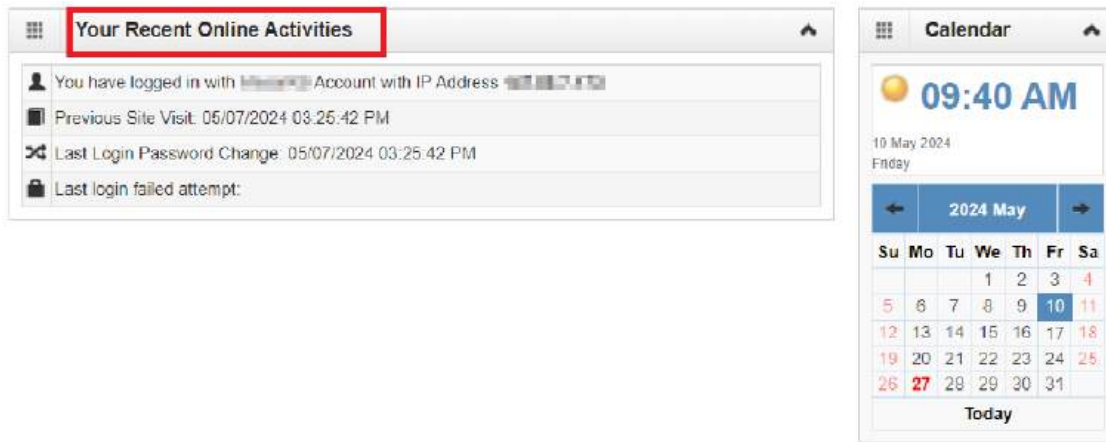 Your Recent Online Activities
You have logged in with Account with IP Address
Previous Site Visit: 05/07/2024 03:25:42 PM
Last Login Password Change: 05/07/2024 03:25:42 PM
Last login failed attempt:
Calendar
09:40 AM
10 May 2024
Friday
2024 May
Su Mo Tu We Th Fr Sa
1 2 3 4
5 6 7 8 9 10 11
12 13 14 15 16 17 18
19 20 21 22 23 24 25
26 27 28 29 30 31
Today